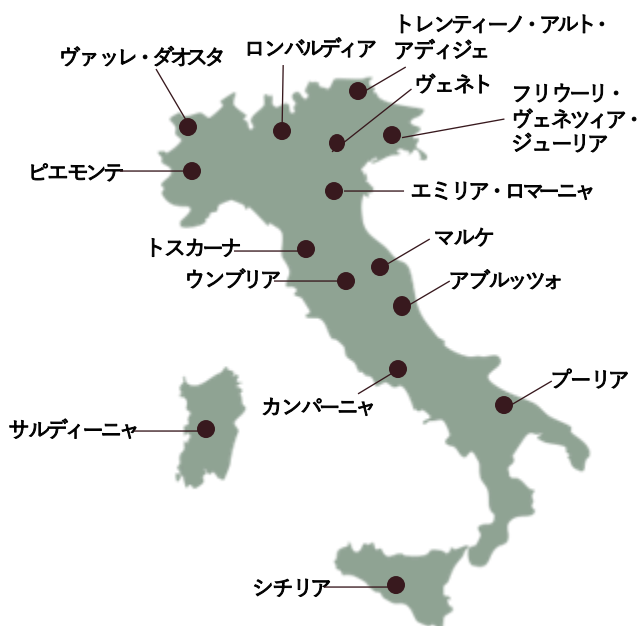 トレンティーノ・アルト・
アディジェ
ヴァッレ・ダオスタ
ロンバルディア
ヴェネト
フリウーリ・
ヴェネツィア・
ジューリア
ピエモンテ
エミリア・ロマーニャ
トスカーナ
マルケ
ウンブリア
アブルッツォ
プーリア
カンパーニャ
サルディーニャ
シチリア